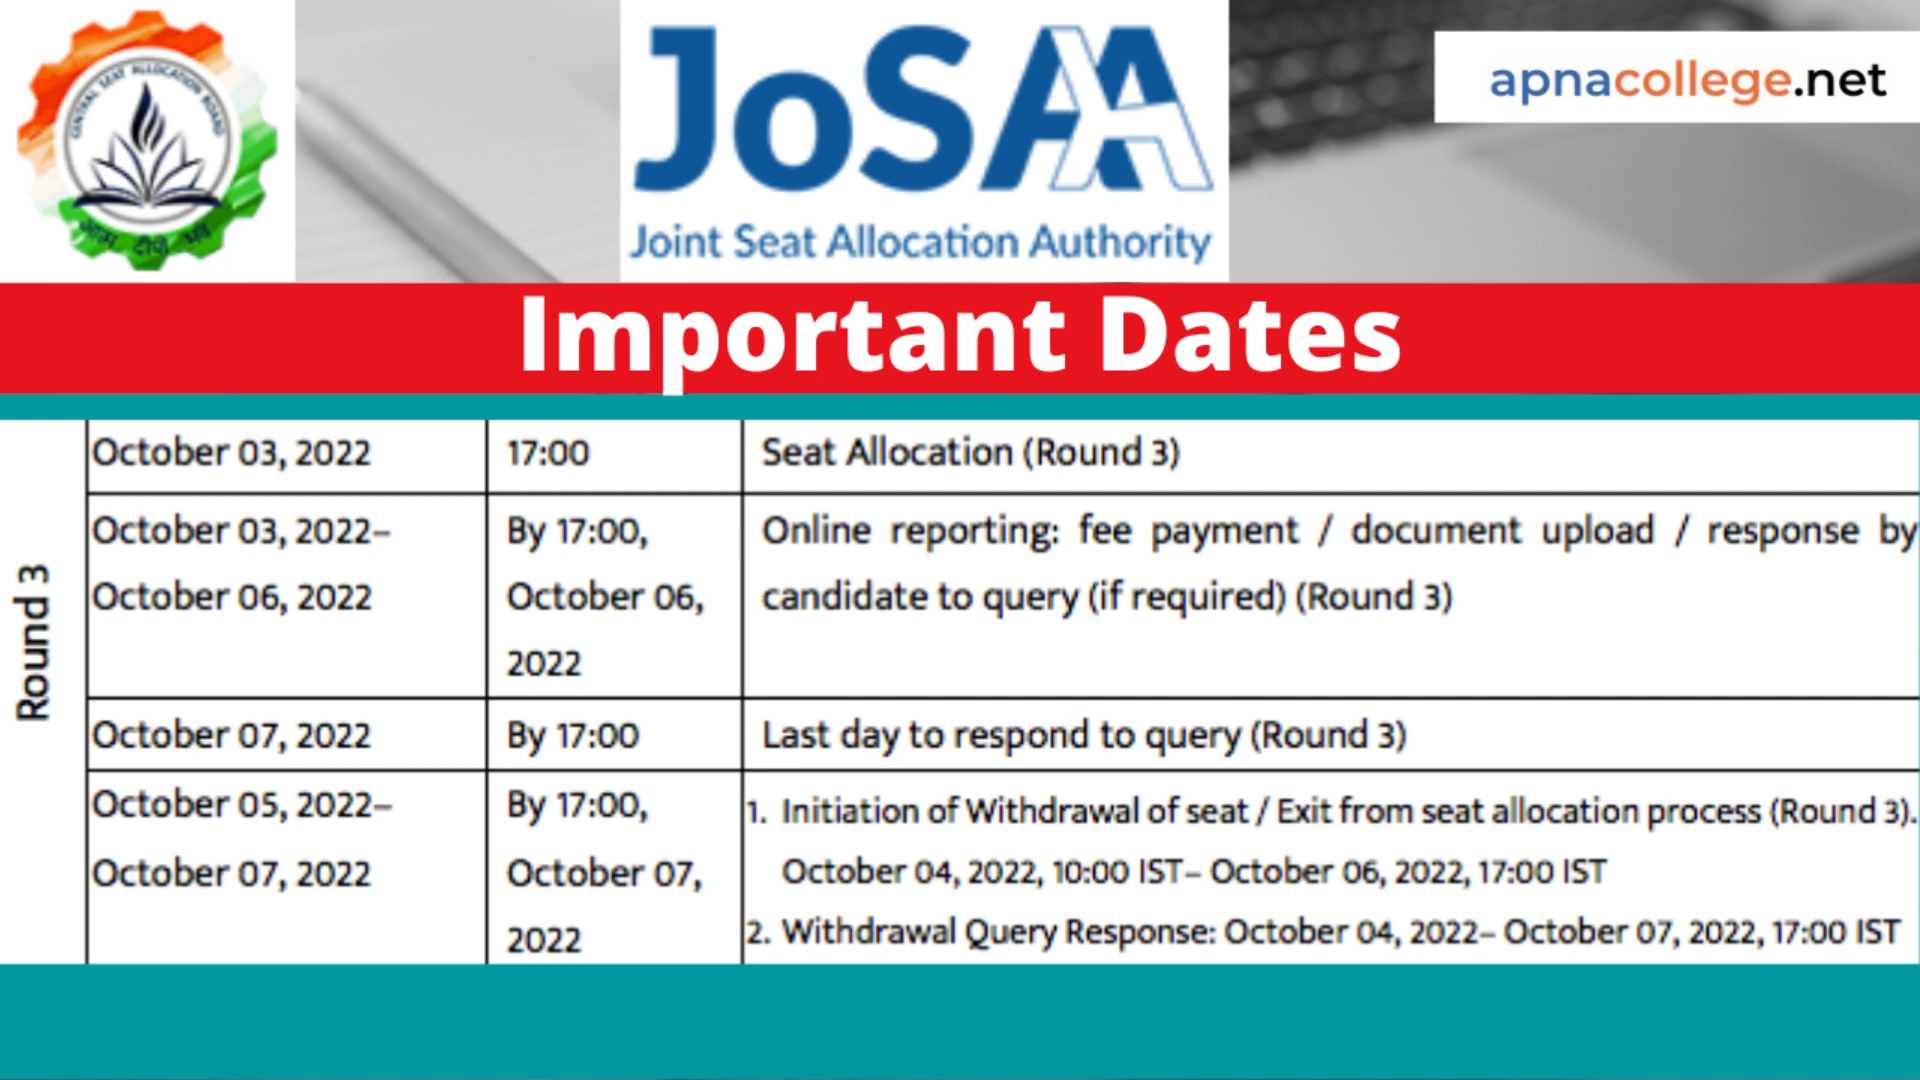 CENTRAL SEAT ALLOCATION BOARD
JoSAA
Joint Seat Allocation Authority
apnacollege.net
Important Dates
Round 3
October 03, 2022 17:00 Seat Allocation (Round 3)
October 03, 2022– By 17:00, Online reporting: fee payment / document upload / response by
October 06, 2022 October 06, candidate to query (if required) (Round 3)
2022
October 07, 2022 By 17:00 Last day to respond to query (Round 3)
October 05, 2022– By 17:00, 1. Initiation of Withdrawal of seat / Exit from seat allocation process (Round 3).
October 07, 2022 October 07, October 04, 2022, 10:00 IST– October 06, 2022, 17:00 IST
2022 2. Withdrawal Query Response: October 04, 2022– October 07, 2022, 17:00 IST